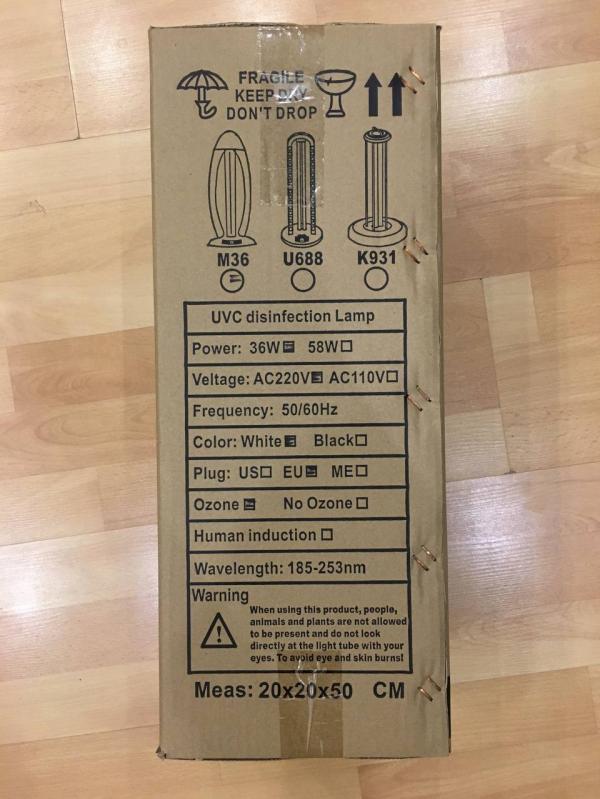 FRAGILE
KEEP DRY
DON'T DROP
M36 U688 K931
UVC disinfection Lamp
Power: 36W 58W
Veltage: AC220V AC110V
Frequency: 50/60Hz
Color: White Black
Plug: US EU ME
Ozone No Ozone
Human induction
Wavelength: 185-253nm
Warning
When using this product, people,
animals and plants are not allowed
to be present and do not look
directly at the light tube with your
eyes. To avoid eye and skin burns!
Meas: 20x20x50 CM